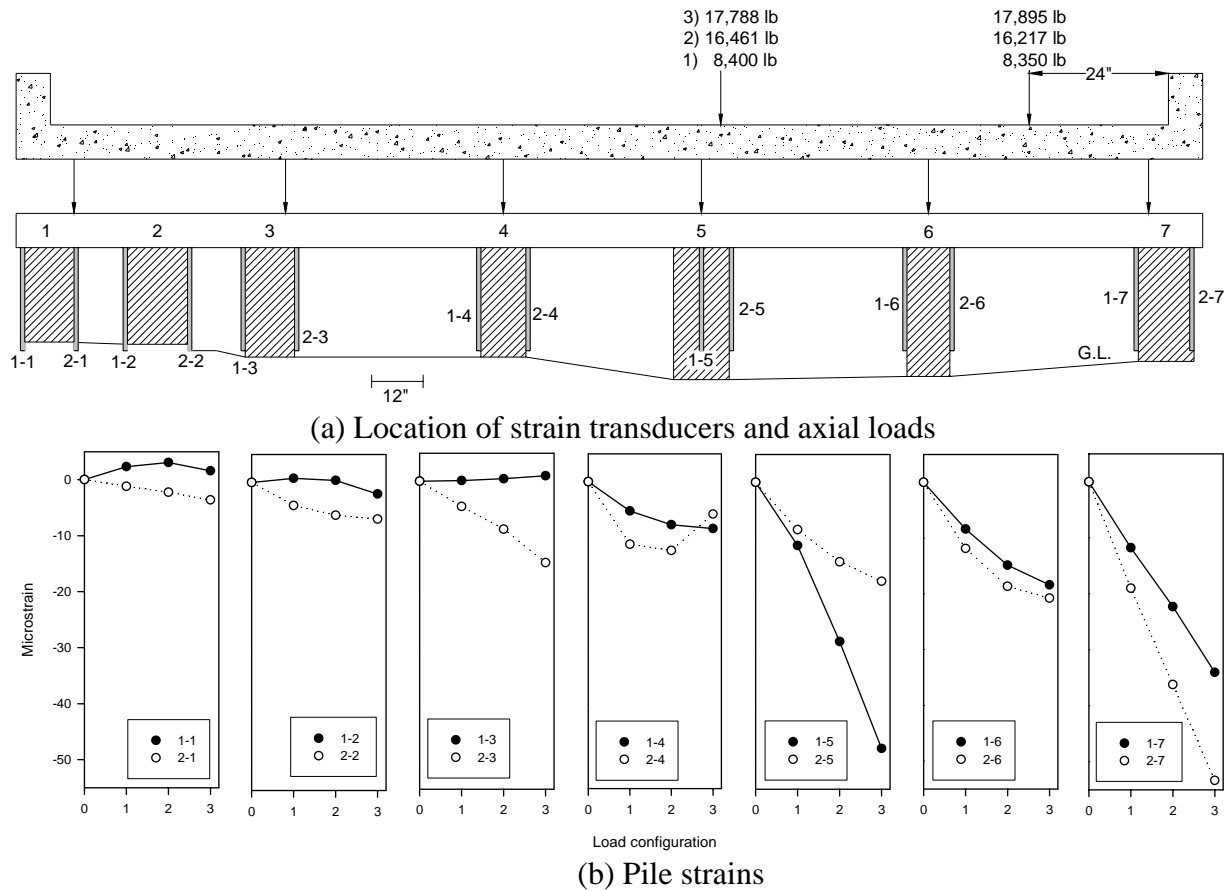 3) 17,788 lb 17,895 lb
2) 16,461 lb 16,217 lb
1) 8,400 lb 8,350 lb
24"
1 2 3 4 5 6 7
1-1 2-1 1-2 2-2 1-3 2-3 1-4 2-4 1-5 2-5 1-6 2-6 1-7 2-7
G.L.
12"
(a) Location of strain transducers and axial loads
Microstrain
0
-10
-20
-30
-40
-50
1-1
2-1
0 1 2 3
1-2
2-2
0 1 2 3
1-3
2-3
0 1 2 3
1-4
2-4
0 1 2 3
1-5
2-5
0 1 2 3
1-6
2-6
0 1 2 3
1-7
2-7
0 1 2 3
Load configuration
(b) Pile strains